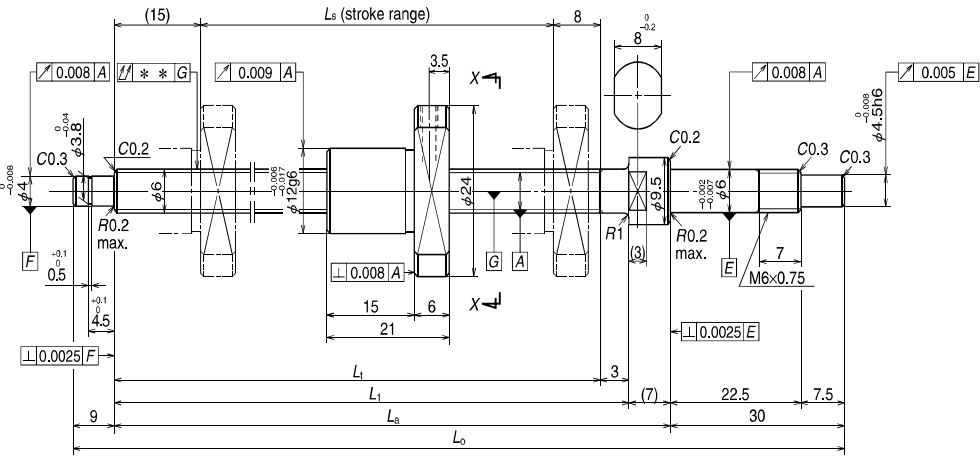 (15)
Ls (stroke range)
8
0
-0.2
8
3.5
X
↗ 0.008 A
⌰ * * G
↗ 0.009 A
↗ 0.008 A
↗ 0.005 E
0
-0.04
φ3.8
0
-0.008
φ4.5h6
C0.3
C0.2
C0.2
C0.3
C0.3
0
-0.008
φ4
φ6
-0.006
-0.017
φ12g6
φ24
φ9.5
-0.002
-0.007
φ6
F
R0.2
max.
G
A
R1
(3)
R0.2
max.
E
7
M6×0.75
+0.1
0
0.5
⊥ 0.008 A
X
+0.1
0
4.5
15
6
21
⊥ 0.0025 F
⊥ 0.0025 E
Lt
3
L1
(7)
22.5
7.5
9
La
30
Lo